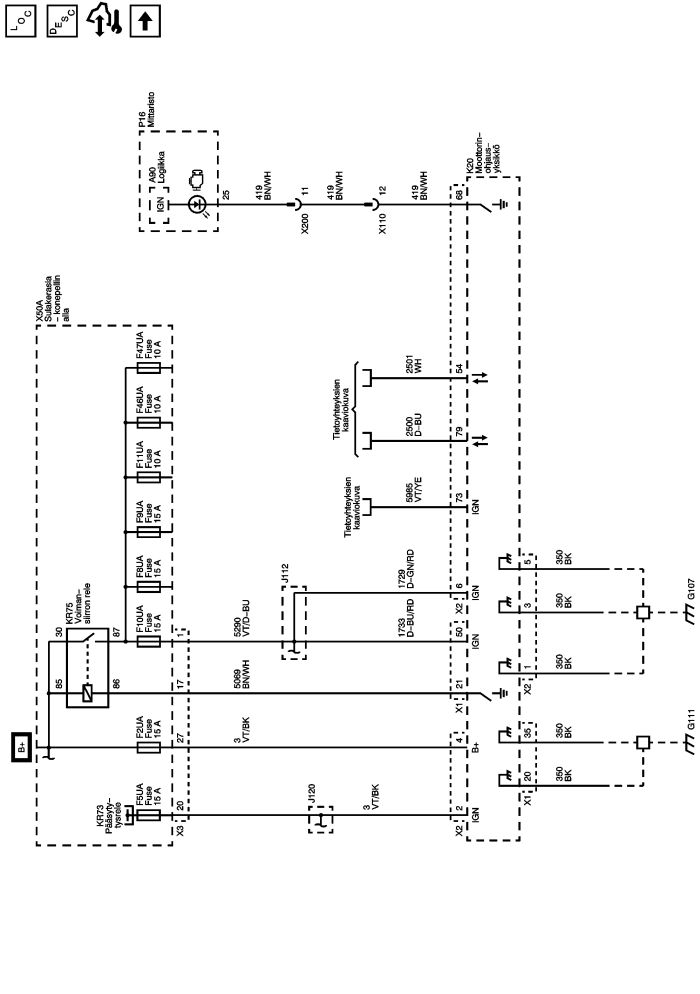 LOC
DESC
P16
Mittaristo
A90
Logiikka
IGN
25
419
BN/WH
11
X200
419
BN/WH
12
X110
419
BN/WH
68
K20
Moottorin–
ohjaus–
yksikkö
X50A
Sulakerasia
– konepellin
alla
F47UA
Fuse
10 A
F46UA
Fuse
10 A
F11UA
Fuse
10 A
F9UA
Fuse
15 A
F8UA
Fuse
15 A
F10UA
Fuse
15 A
KR75
Voiman–
siirron rele
30
87
85
86
B+
F2UA
Fuse
15 A
KR73
Pääsyty–
tysrele
F5UA
Fuse
15 A
1
17
27
20
X3
Tietoyhteyksien
kaaviokuva
2501
WH
54
2500
D–BU
79
Tietoyhteyksien
kaaviokuva
5985
VT/YE
73
IGN
J112
5290
VT/D–BU
1729
D–GN/RD
6
IGN
X2
1733
D–BU/RD
50
IGN
5069
BN/WH
21
X1
3
VT/BK
4
B+
J120
3
VT/BK
2
IGN
X2
5
350
BK
3
350
BK
1
350
BK
X2
G107
35
350
BK
20
350
BK
X1
G111